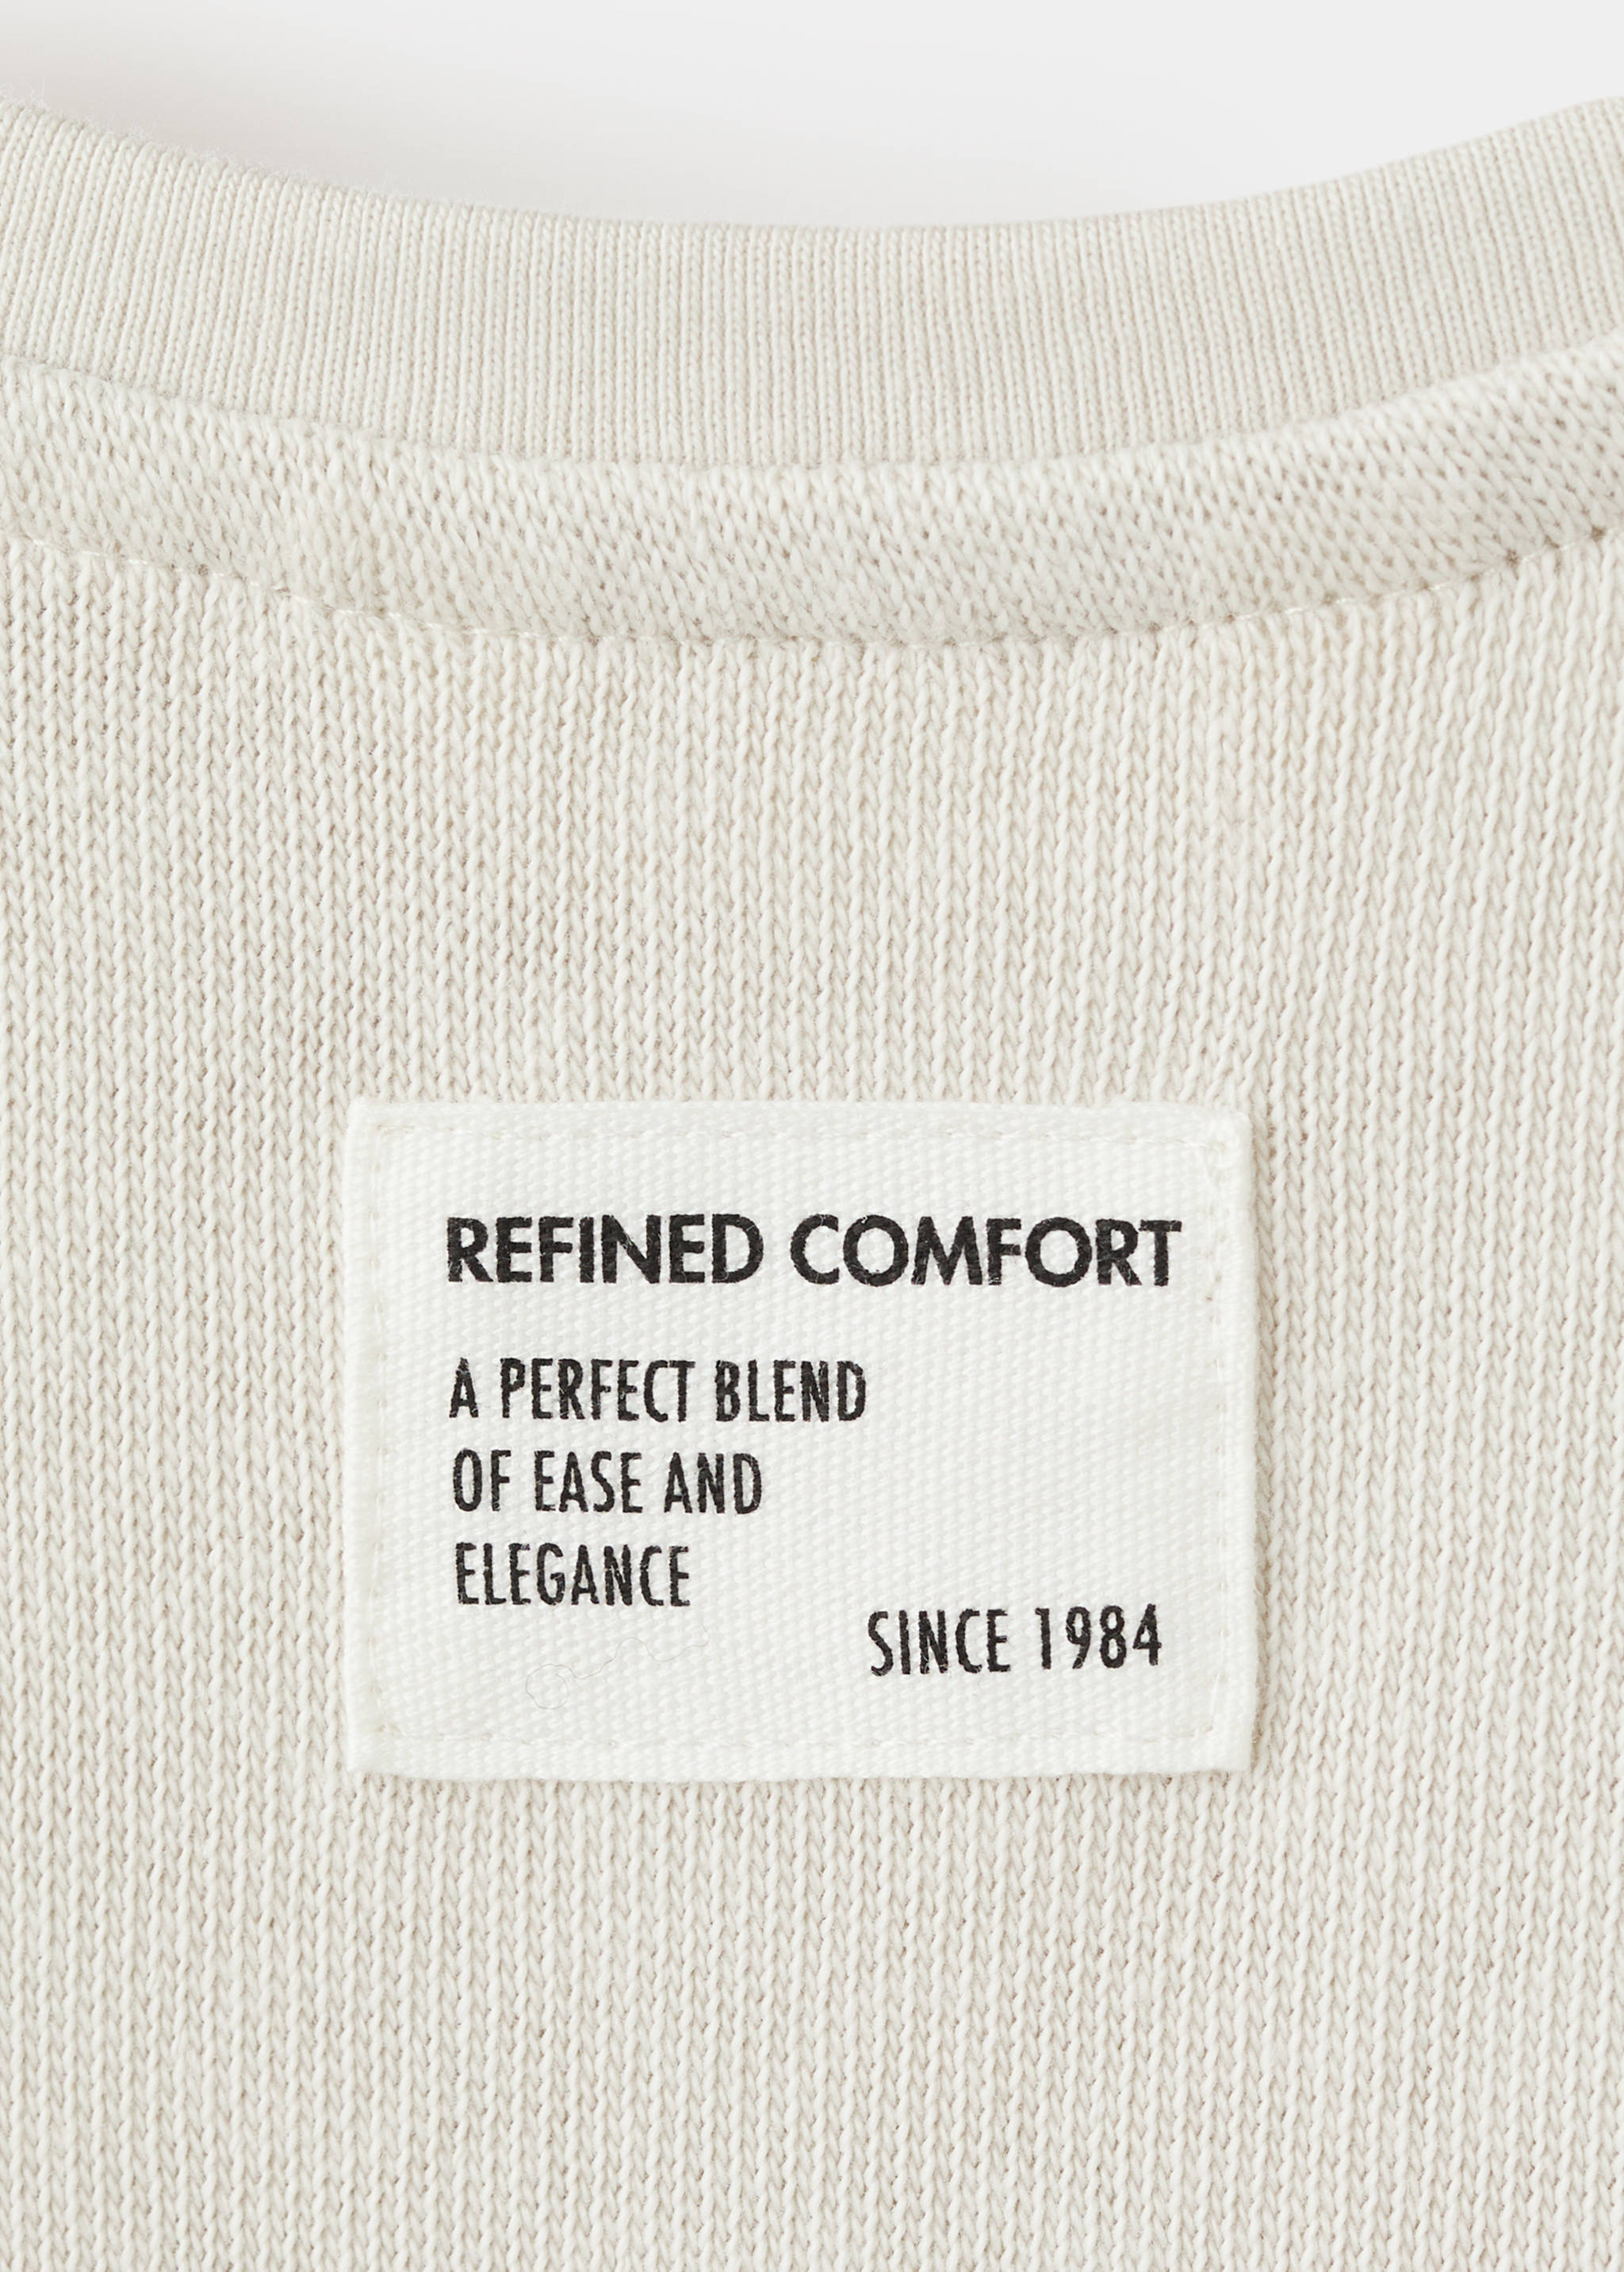 REFINED COMFORT
A PERFECT BLEND
OF EASE AND
ELEGANCE
SINCE 1984